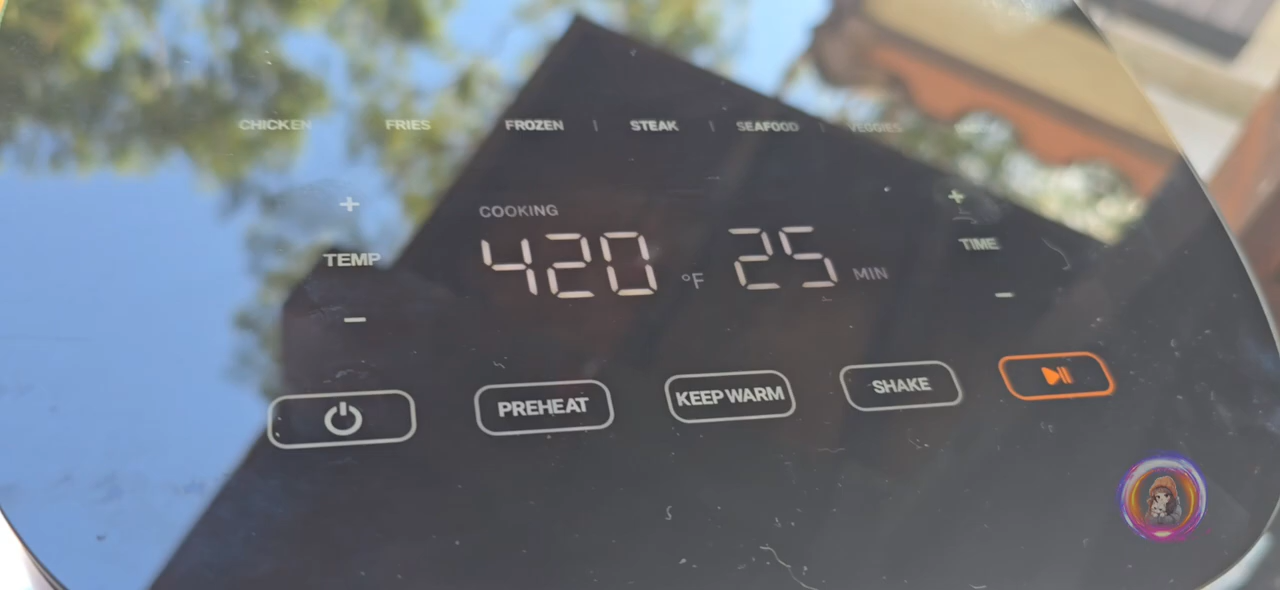 CHICKEN FRIES FROZEN | STEAK | SEAFOOD | VEGGIES
+ +
COOKING
TEMP 420 °F 25 MIN TIME
− −
PREHEAT KEEP WARM SHAKE